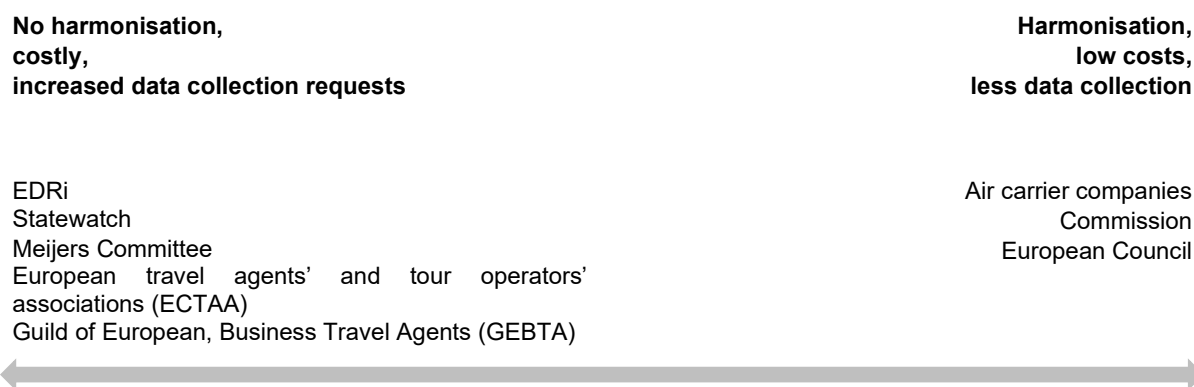 No harmonisation,
costly,
increased data collection requests
Harmonisation,
low costs,
less data collection
EDRi
Statewatch
Meijers Committee
European travel agents’ and tour operators’
associations (ECTAA)
Guild of European, Business Travel Agents (GEBTA)
Air carrier companies
Commission
European Council